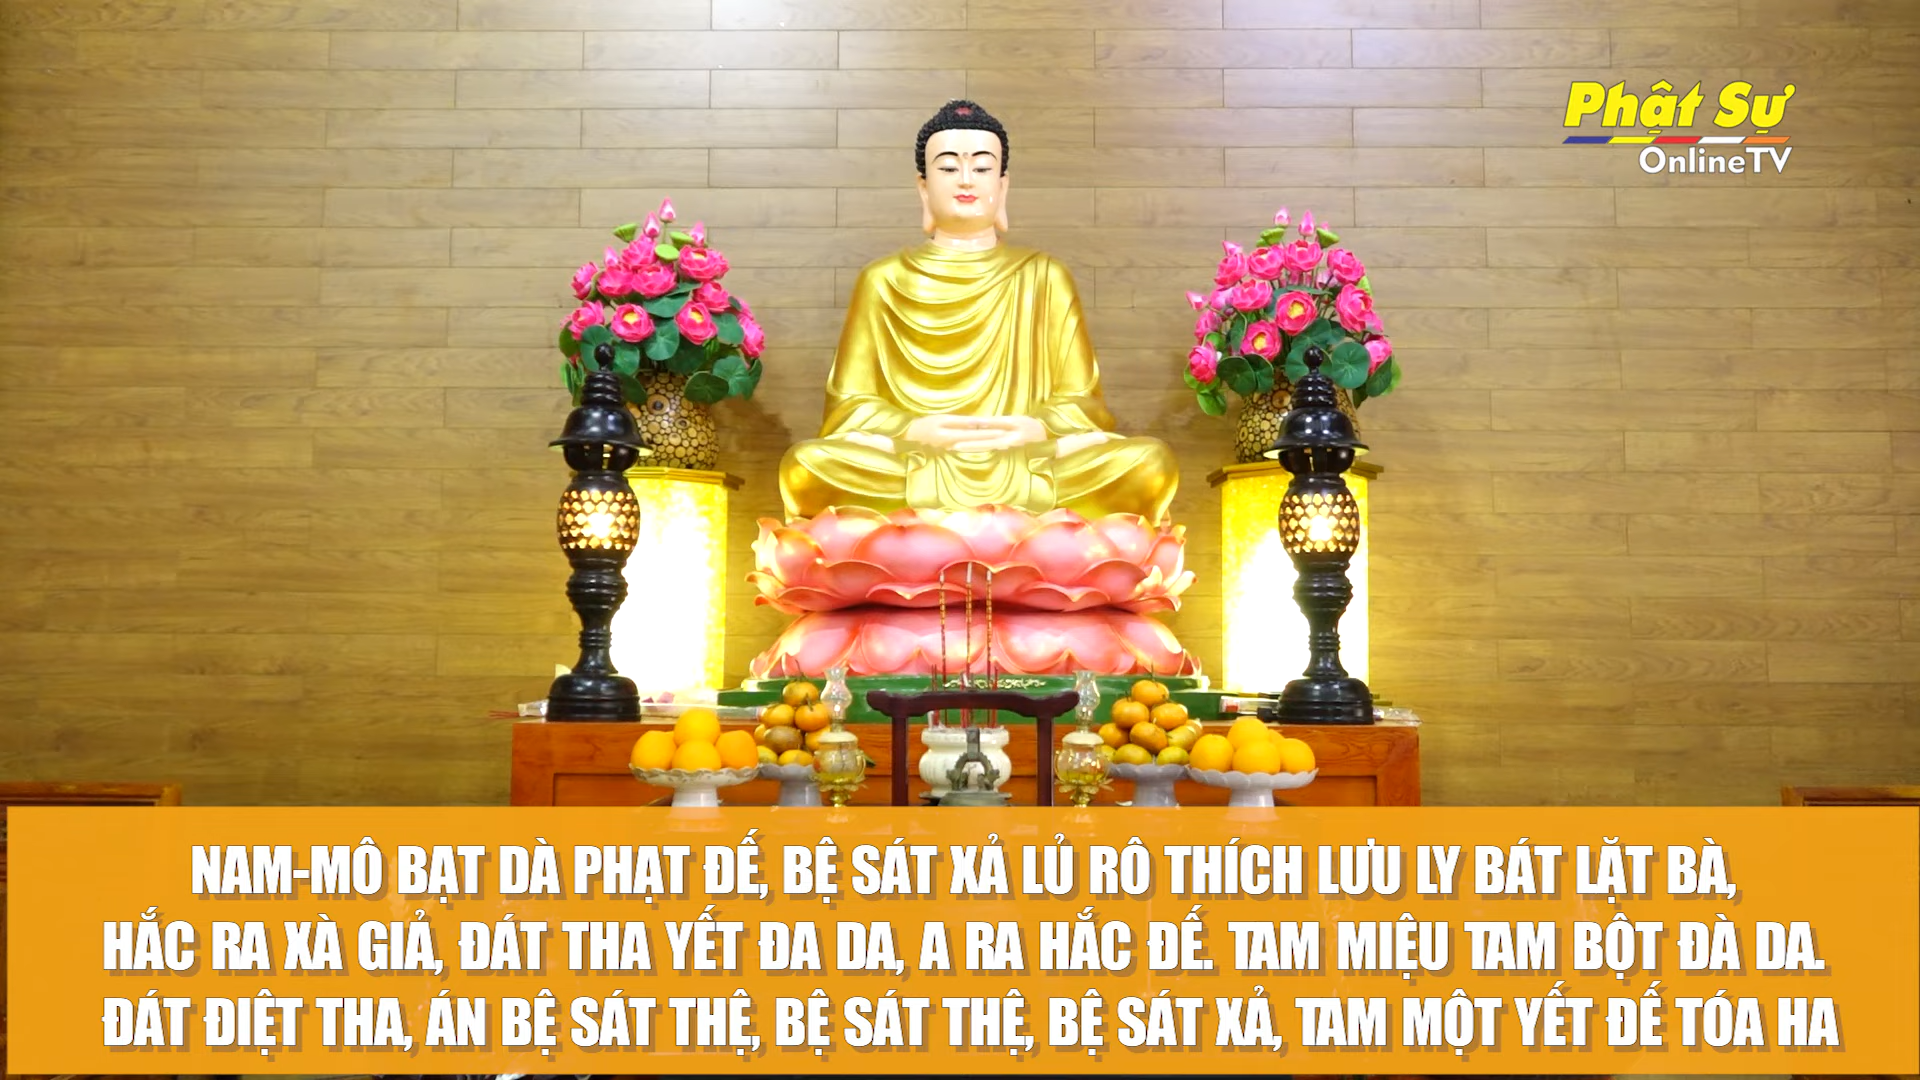 Phật Sự
OnlineTV
NAM-MÔ BẠT DÀ PHẠT ĐẾ, BỆ SÁT XẢ LỦ RÔ THÍCH LƯU LY BÁT LẶT BÀ,
HẮC RA XÀ GIẢ, ĐÁT THA YẾT ĐA DA, A RA HẮC ĐẾ. TAM MIỆU TAM BỘT ĐÀ DA.
ĐÁT ĐIỆT THA, ÁN BỆ SÁT THỆ, BỆ SÁT THỆ, BỆ SÁT XẢ, TAM MỘT YẾT ĐẾ TÓA HA